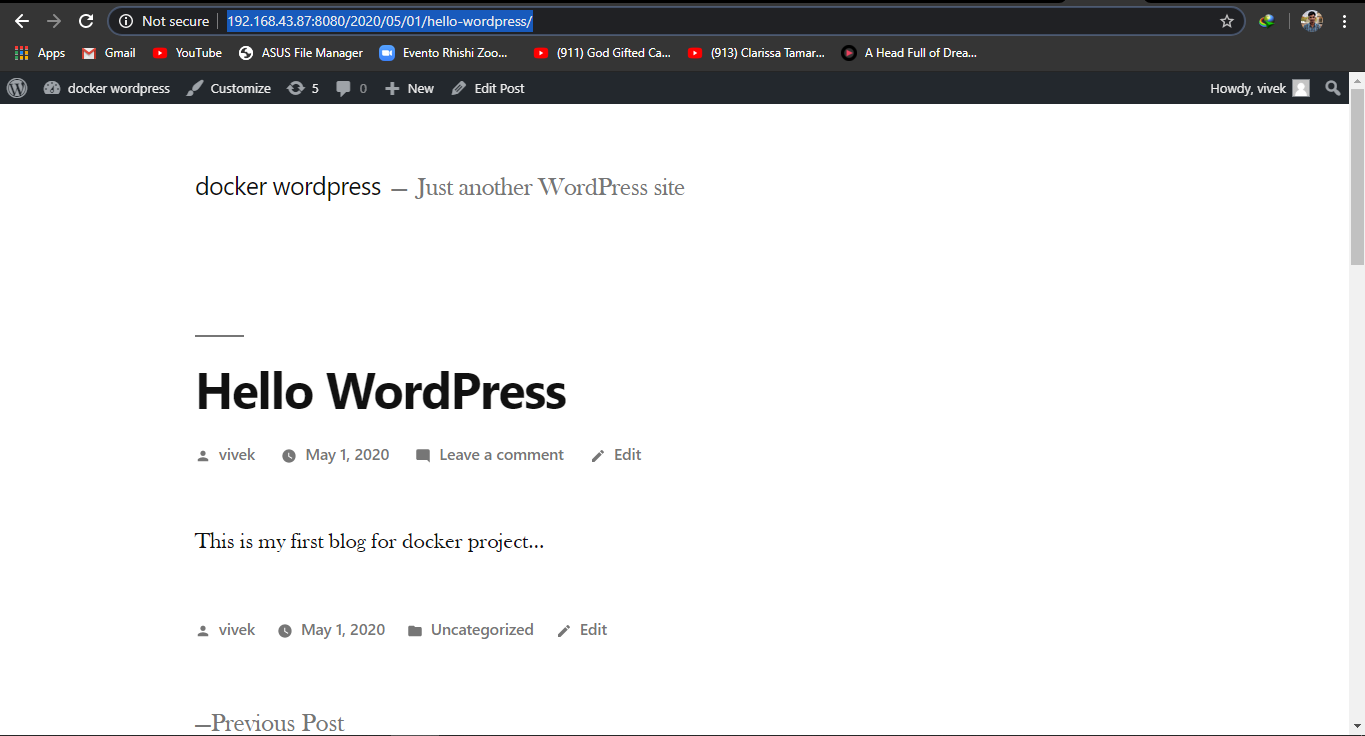 Not secure 192.168.43.87:8080/2020/05/01/hello-wordpress/
Apps Gmail YouTube ASUS File Manager Evento Rhishi Zoo... (911) God Gifted Ca... (913) Clarissa Tamar... A Head Full of Drea...
docker wordpress Customize 5 0 New Edit Post Howdy, vivek
docker wordpress — Just another WordPress site
Hello WordPress
vivek May 1, 2020 Leave a comment Edit
This is my first blog for docker project…
vivek May 1, 2020 Uncategorized Edit
—Previous Post